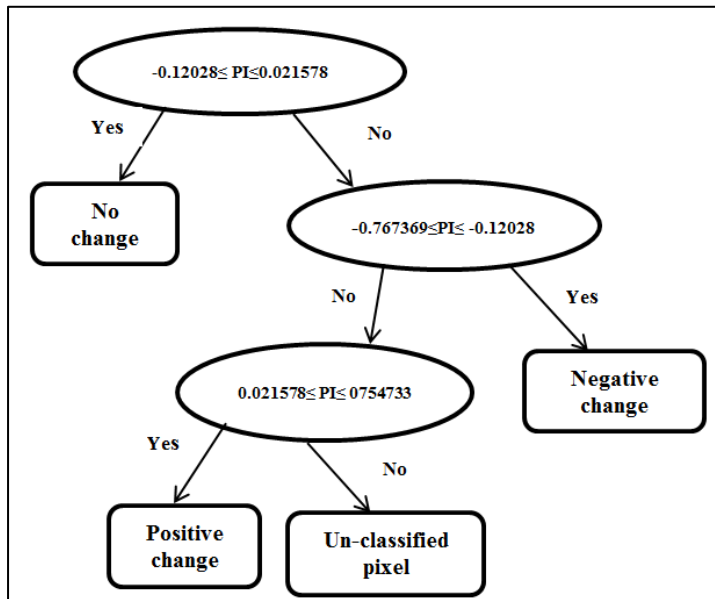 -0.12028≤ PI≤0.021578
Yes
No
No
change
-0.767369≤PI≤ -0.12028
No
Yes
0.021578≤ PI≤ 0754733
Negative
change
Yes
No
Positive
change
Un-classified
pixel